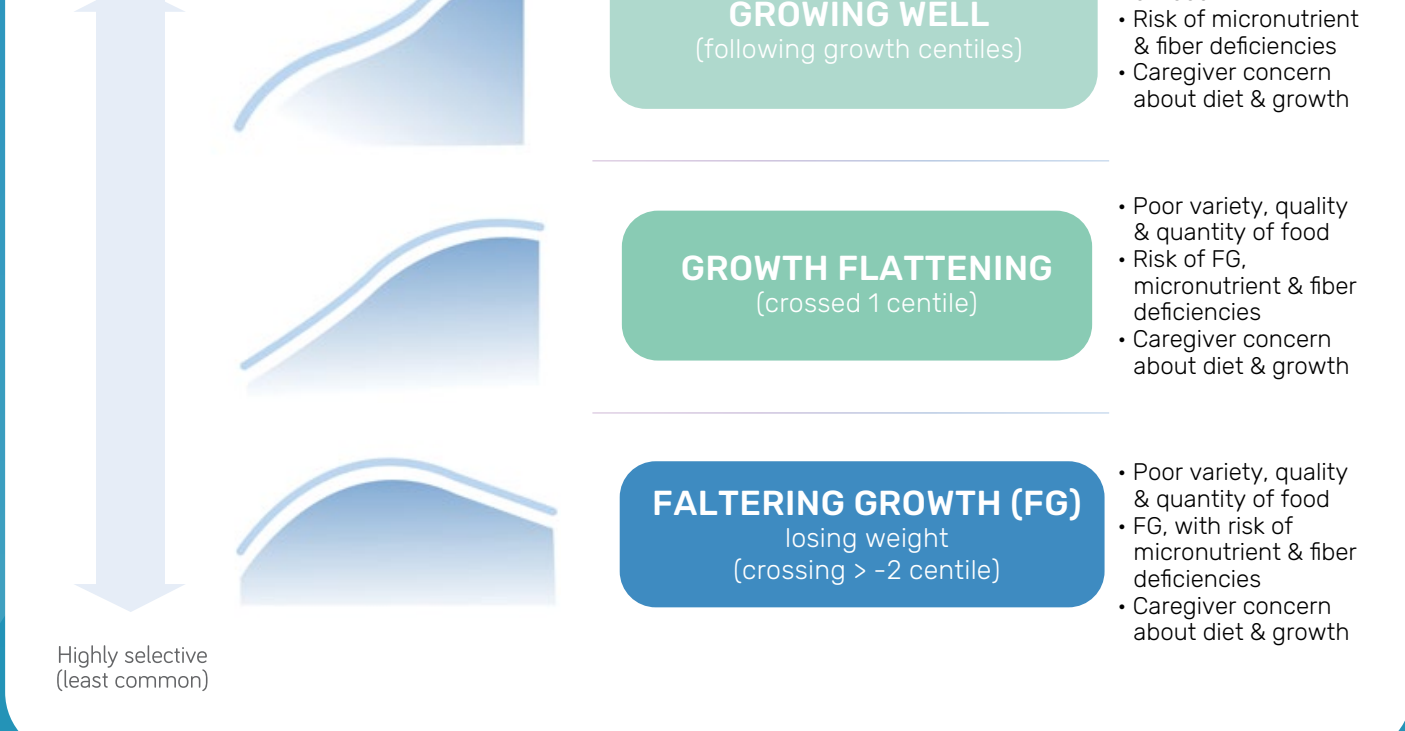 GROWING WELL
(following growth centiles)
• Risk of micronutrient
& fiber deficiencies
• Caregiver concern
about diet & growth
GROWTH FLATTENING
(crossed 1 centile)
• Poor variety, quality
& quantity of food
• Risk of FG,
micronutrient & fiber
deficiencies
• Caregiver concern
about diet & growth
FALTERING GROWTH (FG)
losing weight
(crossing > -2 centile)
• Poor variety, quality
& quantity of food
• FG, with risk of
micronutrient & fiber
deficiencies
• Caregiver concern
about diet & growth
Highly selective
(least common)